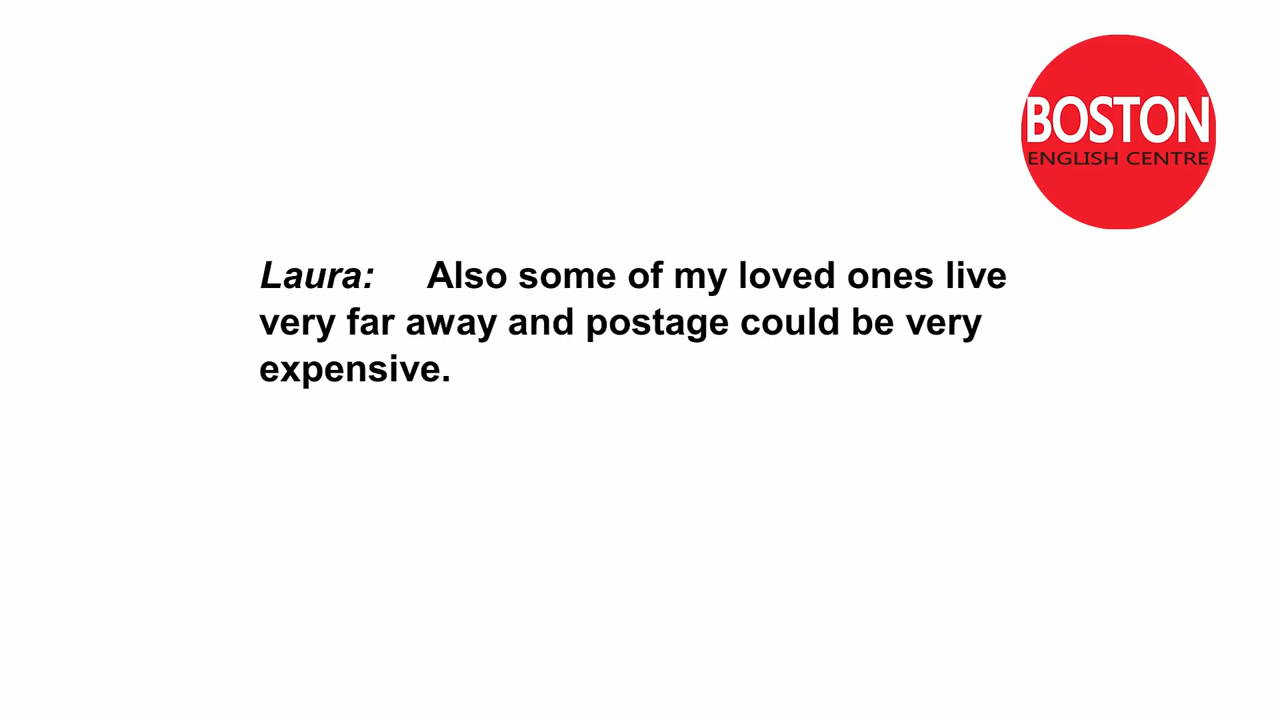 BOSTON
ENGLISH CENTRE
Laura: Also some of my loved ones live
very far away and postage could be very
expensive.